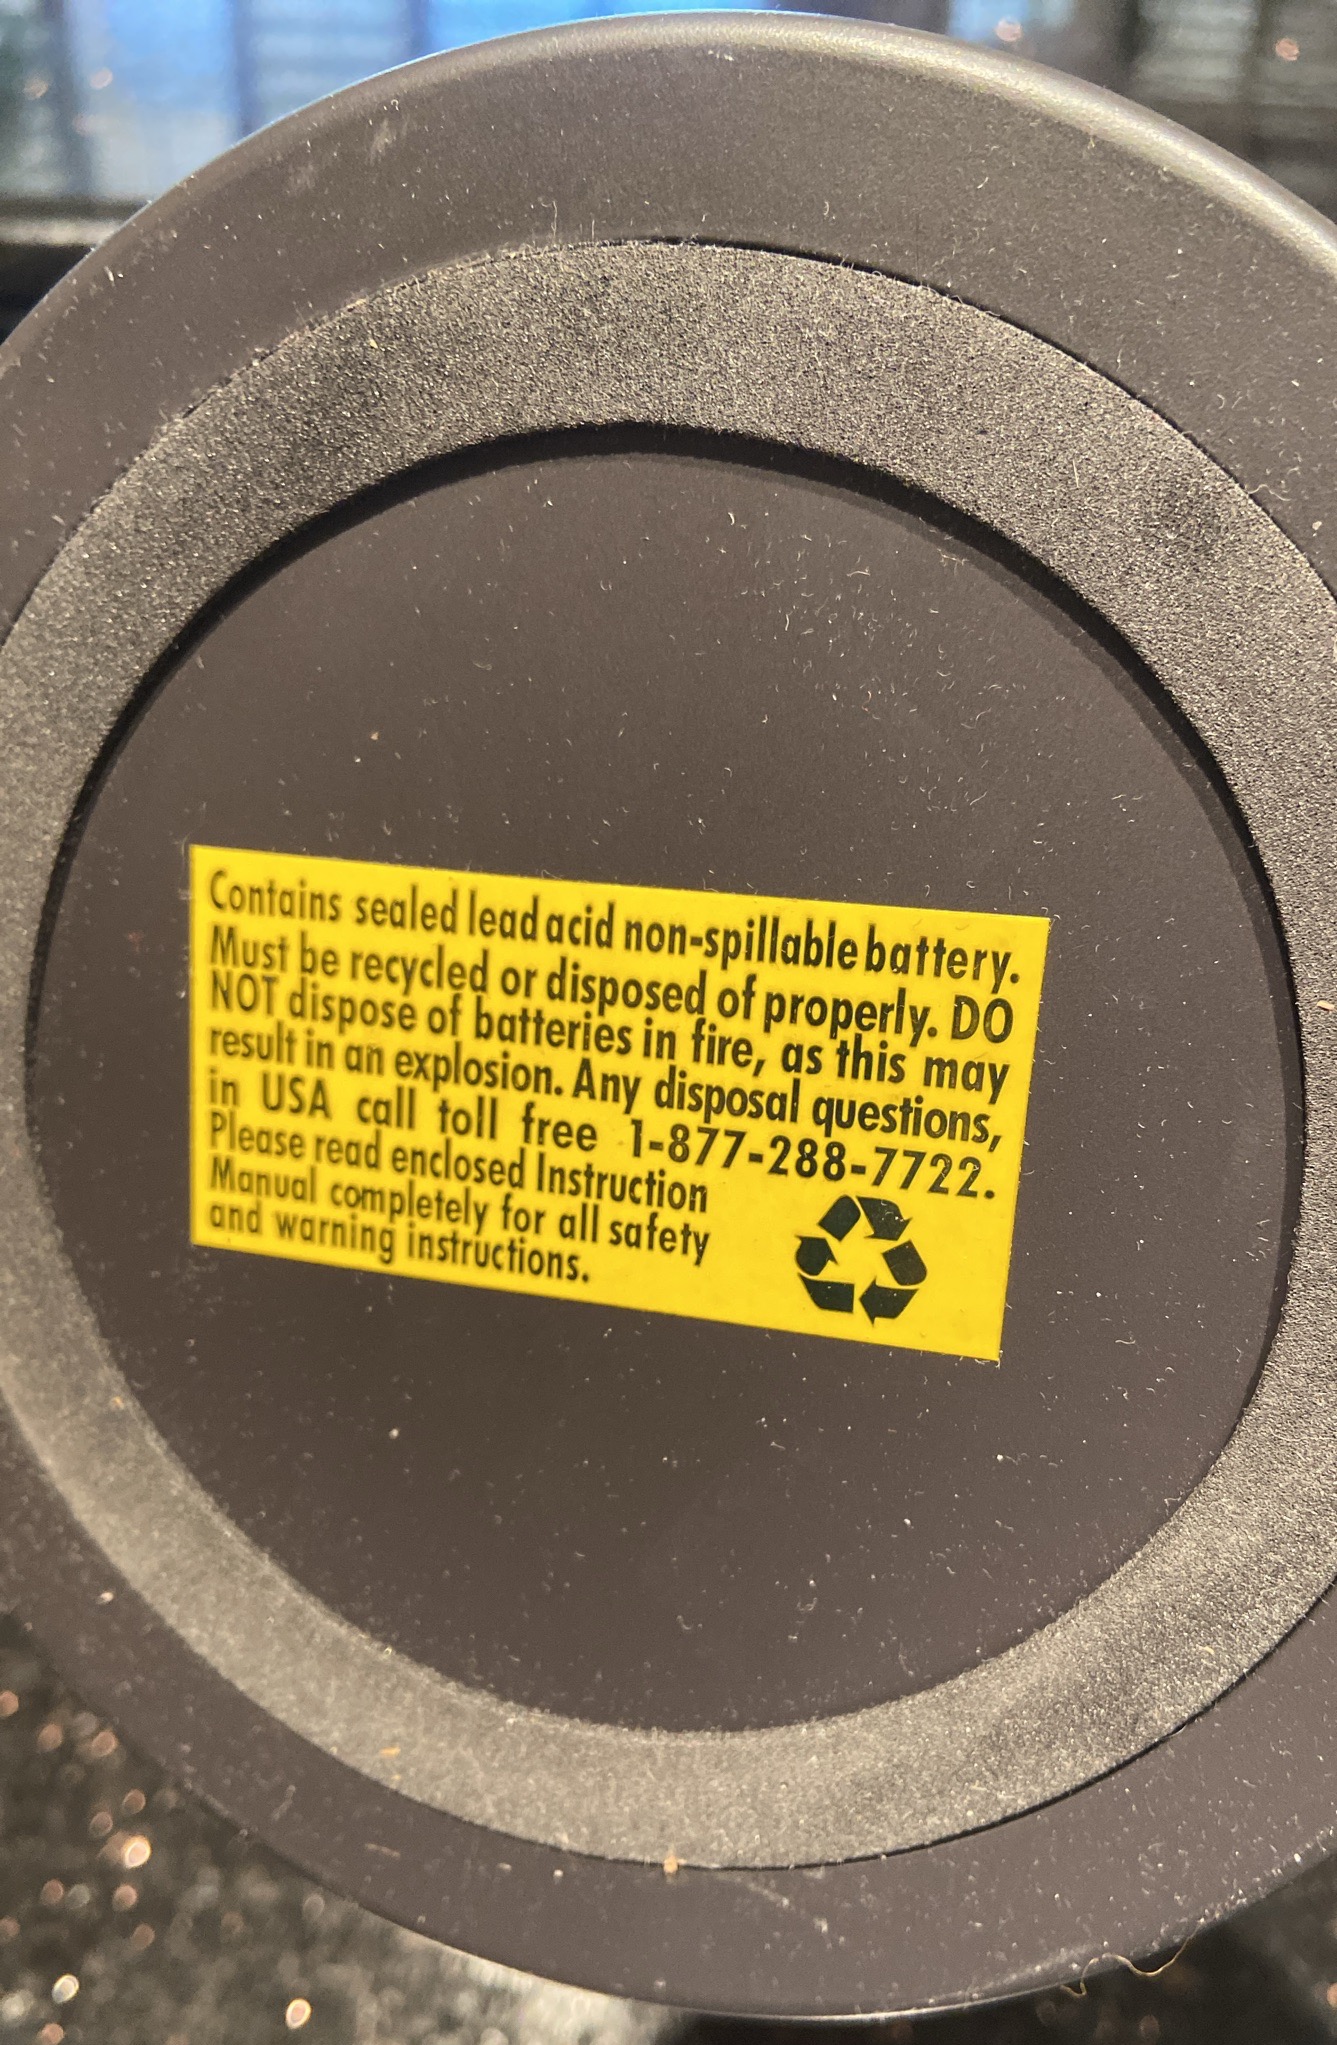 Contains sealed lead acid non-spillable battery.
Must be recycled or disposed of properly. DO
NOT dispose of batteries in fire, as this may
result in an explosion. Any disposal questions,
in USA call toll free 1-877-288-7722.
Please read enclosed Instruction
Manual completely for all safety
and warning instructions.